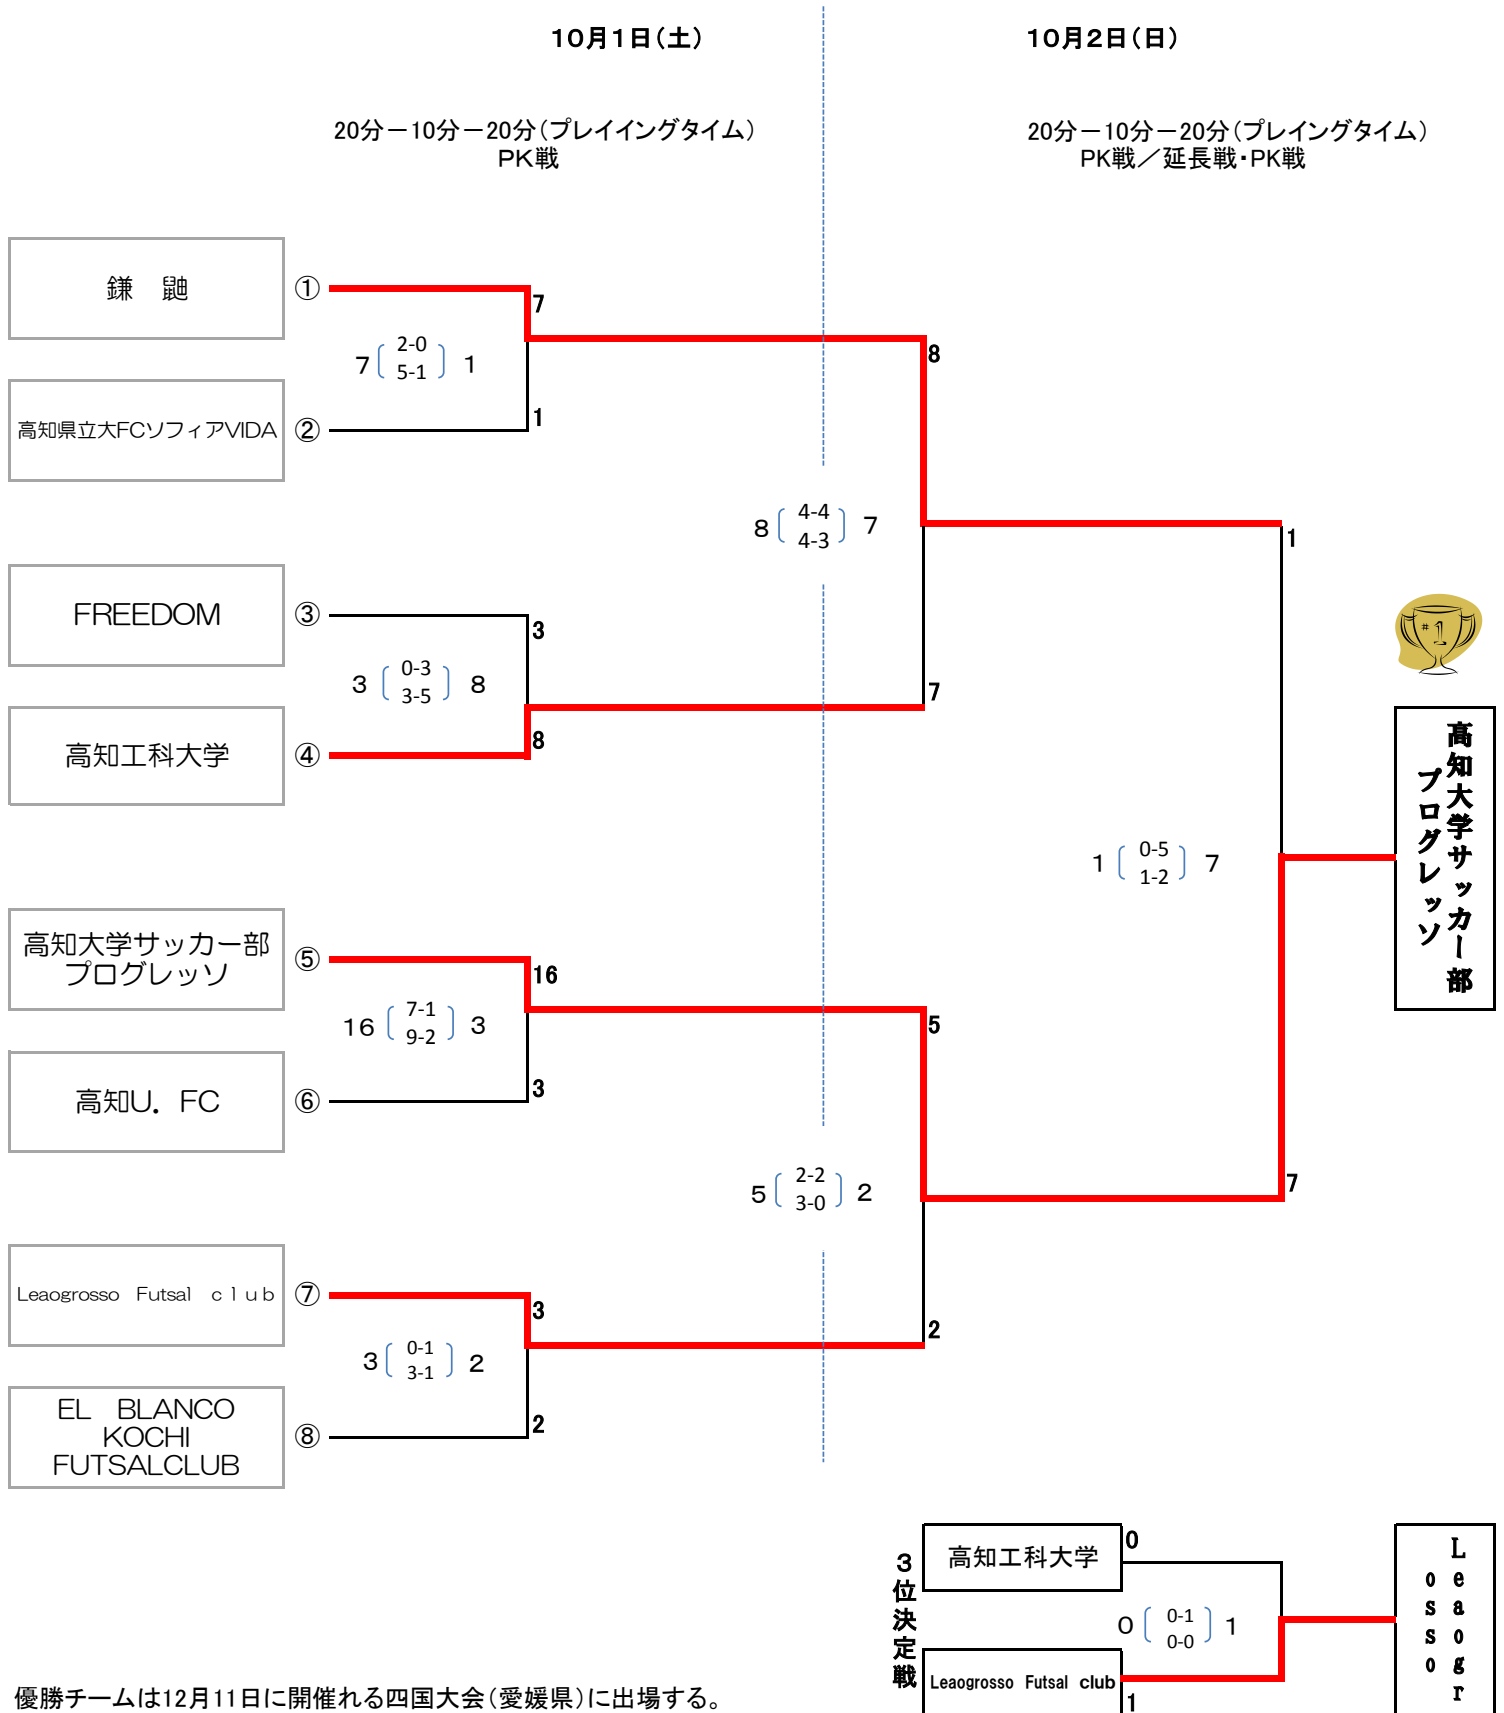 10月1日(土)
10月2日(日)
20分－10分－20分(プレイイングタイム)
PK戦
20分－10分－20分(プレイングタイム)
PK戦／延長戦・PK戦
鎌　鼬
①
7
7 2-0 1
5-1
8
高知県立大FCソフィアVIDA
②
1
8 4-4 7
4-3
1
FREEDOM
③
3
3 0-3 8
3-5
7
高知工科大学
④
8
#1
高知大学サッカー部
プログレッソ
1 0-5 7
1-2
高知大学サッカー部
プログレッソ
⑤
16
16 7-1 3
9-2
5
高知U．FC
⑥
3
5 2-2 2
3-0
7
Leaogrosso　Futsal　ｃｌｕｂ
⑦
3
3 0-1 2
3-1
2
EL　BLANCO
KOCHI
FUTSALCLUB
⑧
2
3位決定戦
高知工科大学
0
0 0-1 1
0-0
Leaogrosso Futsal club
1
Leaogr
osso
優勝チームは12月11日に開催れる四国大会(愛媛県)に出場する。